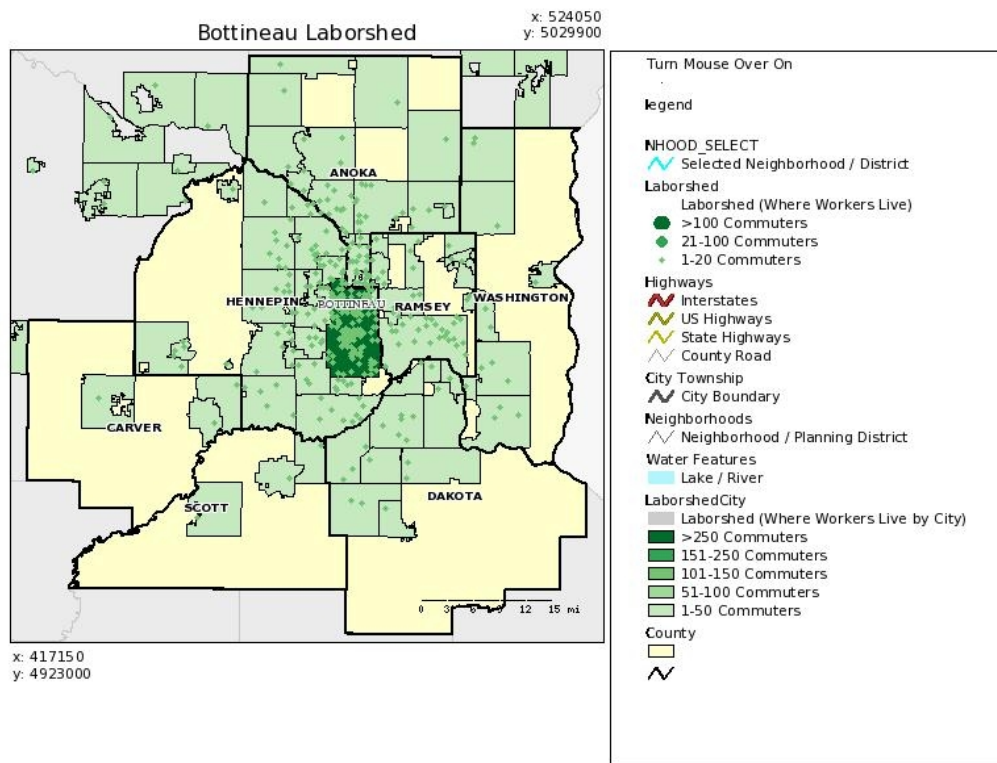 x: 524050
y: 5029900
Bottineau Laborshed
ANOKA
HENNEPIN
BOTTINEAU
RAMSEY
WASHINGTON
CARVER
SCOTT
DAKOTA
0 3 6 9 12 15 mi
x: 417150
y: 4923000
Turn Mouse Over On
legend
NHOOD_SELECT
Selected Neighborhood / District
Laborshed
Laborshed (Where Workers Live)
>100 Commuters
21-100 Commuters
1-20 Commuters
Highways
Interstates
US Highways
State Highways
County Road
City Township
City Boundary
Neighborhoods
Neighborhood / Planning District
Water Features
Lake / River
LaborshedCity
Laborshed (Where Workers Live by City)
>250 Commuters
151-250 Commuters
101-150 Commuters
51-100 Commuters
1-50 Commuters
County